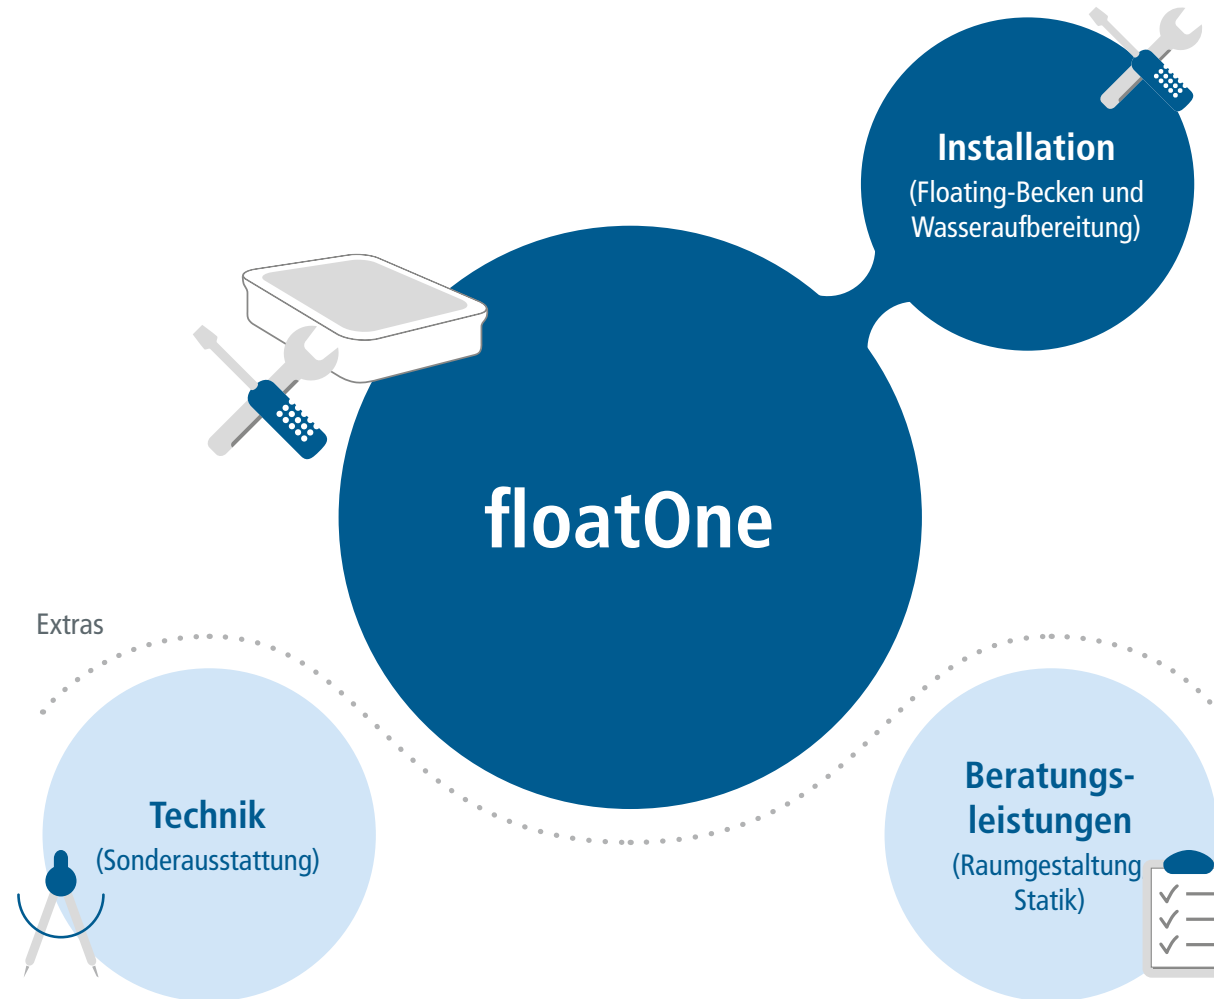 Installation
(Floating-Becken und
Wasseraufbereitung)
floatOne
Extras
Technik
(Sonderausstattung)
Beratungs-
leistungen
(Raumgestaltung
Statik)